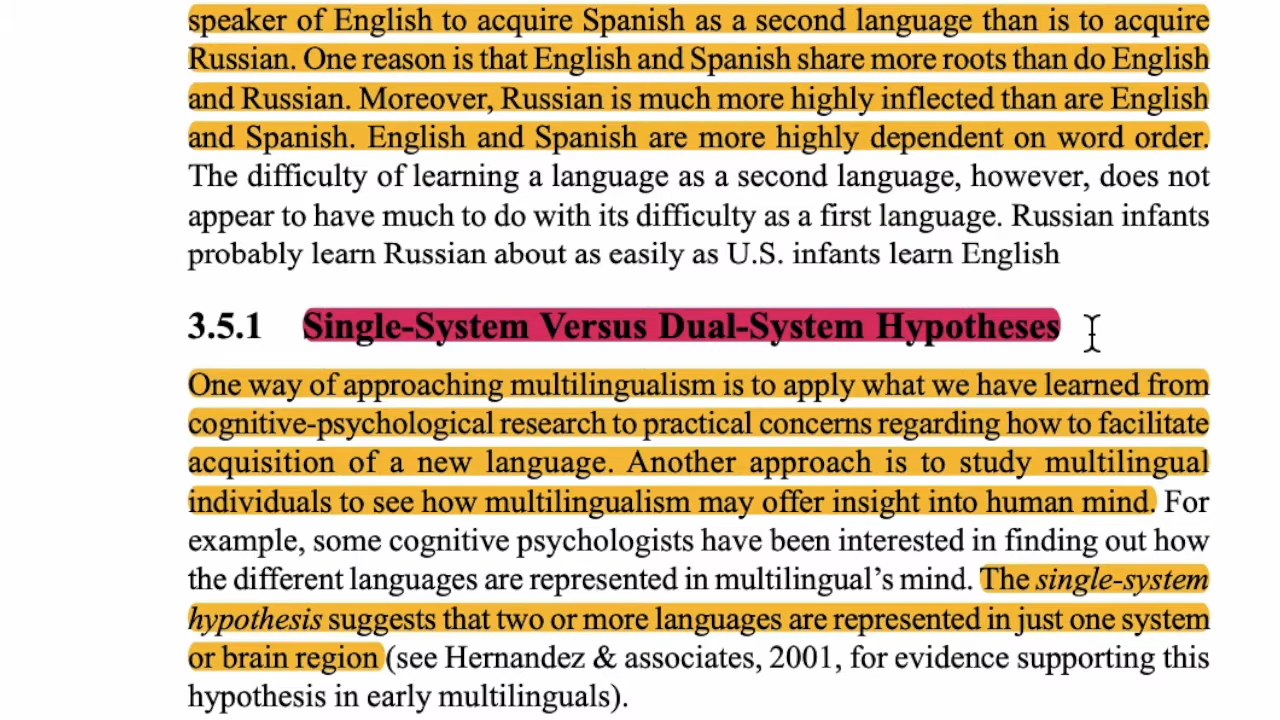 speaker of English to acquire Spanish as a second language than is to acquire
Russian. One reason is that English and Spanish share more roots than do English
and Russian. Moreover, Russian is much more highly inflected than are English
and Spanish. English and Spanish are more highly dependent on word order.
The difficulty of learning a language as a second language, however, does not
appear to have much to do with its difficulty as a first language. Russian infants
probably learn Russian about as easily as U.S. infants learn English
3.5.1 Single-System Versus Dual-System Hypotheses
One way of approaching multilingualism is to apply what we have learned from
cognitive-psychological research to practical concerns regarding how to facilitate
acquisition of a new language. Another approach is to study multilingual
individuals to see how multilingualism may offer insight into human mind. For
example, some cognitive psychologists have been interested in finding out how
the different languages are represented in multilingual’s mind. The single-system
hypothesis suggests that two or more languages are represented in just one system
or brain region (see Hernandez & associates, 2001, for evidence supporting this
hypothesis in early multilinguals).